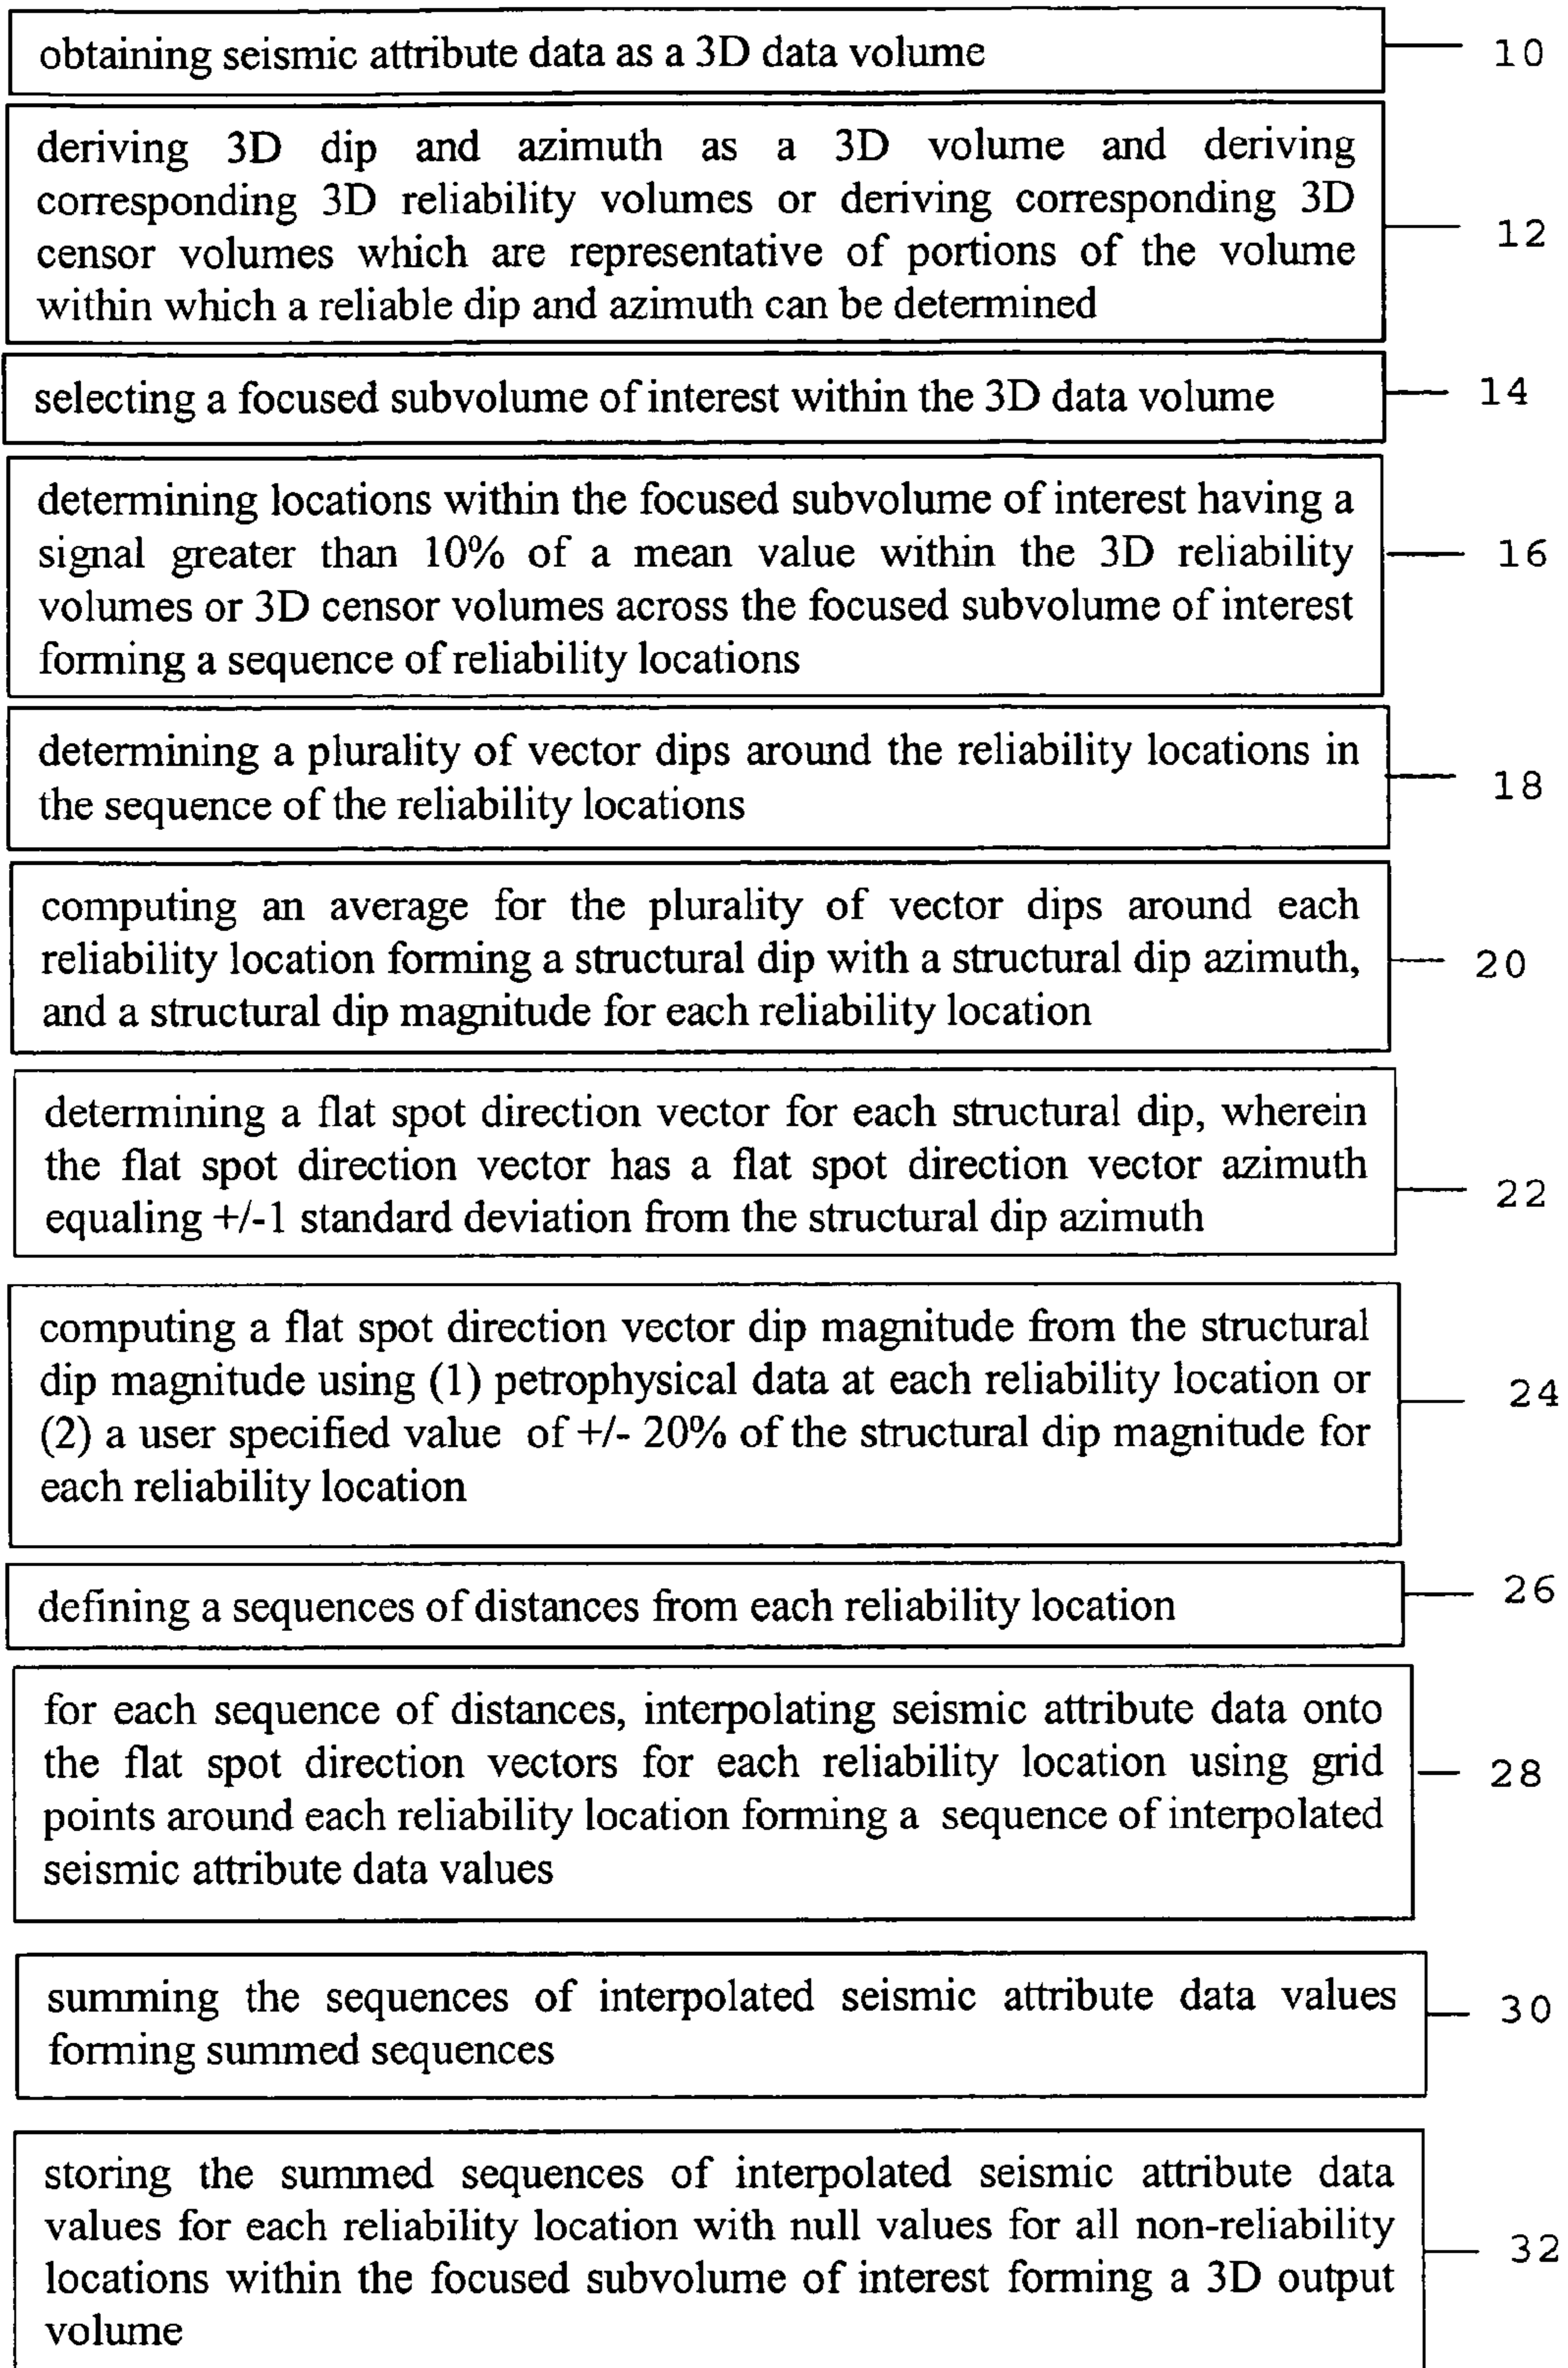 obtaining seismic attribute data as a 3D data volume
10
deriving 3D dip and azimuth as a 3D volume and deriving
corresponding 3D reliability volumes or deriving corresponding 3D
censor volumes which are representative of portions of the volume
within which a reliable dip and azimuth can be determined
12
selecting a focused subvolume of interest within the 3D data volume
14
determining locations within the focused subvolume of interest having a
signal greater than 10% of a mean value within the 3D reliability
volumes or 3D censor volumes across the focused subvolume of interest
forming a sequence of reliability locations
16
determining a plurality of vector dips around the reliability locations in
the sequence of the reliability locations
18
computing an average for the plurality of vector dips around each
reliability location forming a structural dip with a structural dip azimuth,
and a structural dip magnitude for each reliability location
20
determining a flat spot direction vector for each structural dip, wherein
the flat spot direction vector has a flat spot direction vector azimuth
equaling +/-1 standard deviation from the structural dip azimuth
22
computing a flat spot direction vector dip magnitude from the structural
dip magnitude using (1) petrophysical data at each reliability location or
(2) a user specified value of +/- 20% of the structural dip magnitude for
each reliability location
24
defining a sequences of distances from each reliability location
26
for each sequence of distances, interpolating seismic attribute data onto
the flat spot direction vectors for each reliability location using grid
points around each reliability location forming a sequence of interpolated
seismic attribute data values
28
summing the sequences of interpolated seismic attribute data values
forming summed sequences
30
storing the summed sequences of interpolated seismic attribute data
values for each reliability location with null values for all non-reliability
locations within the focused subvolume of interest forming a 3D output
volume
32